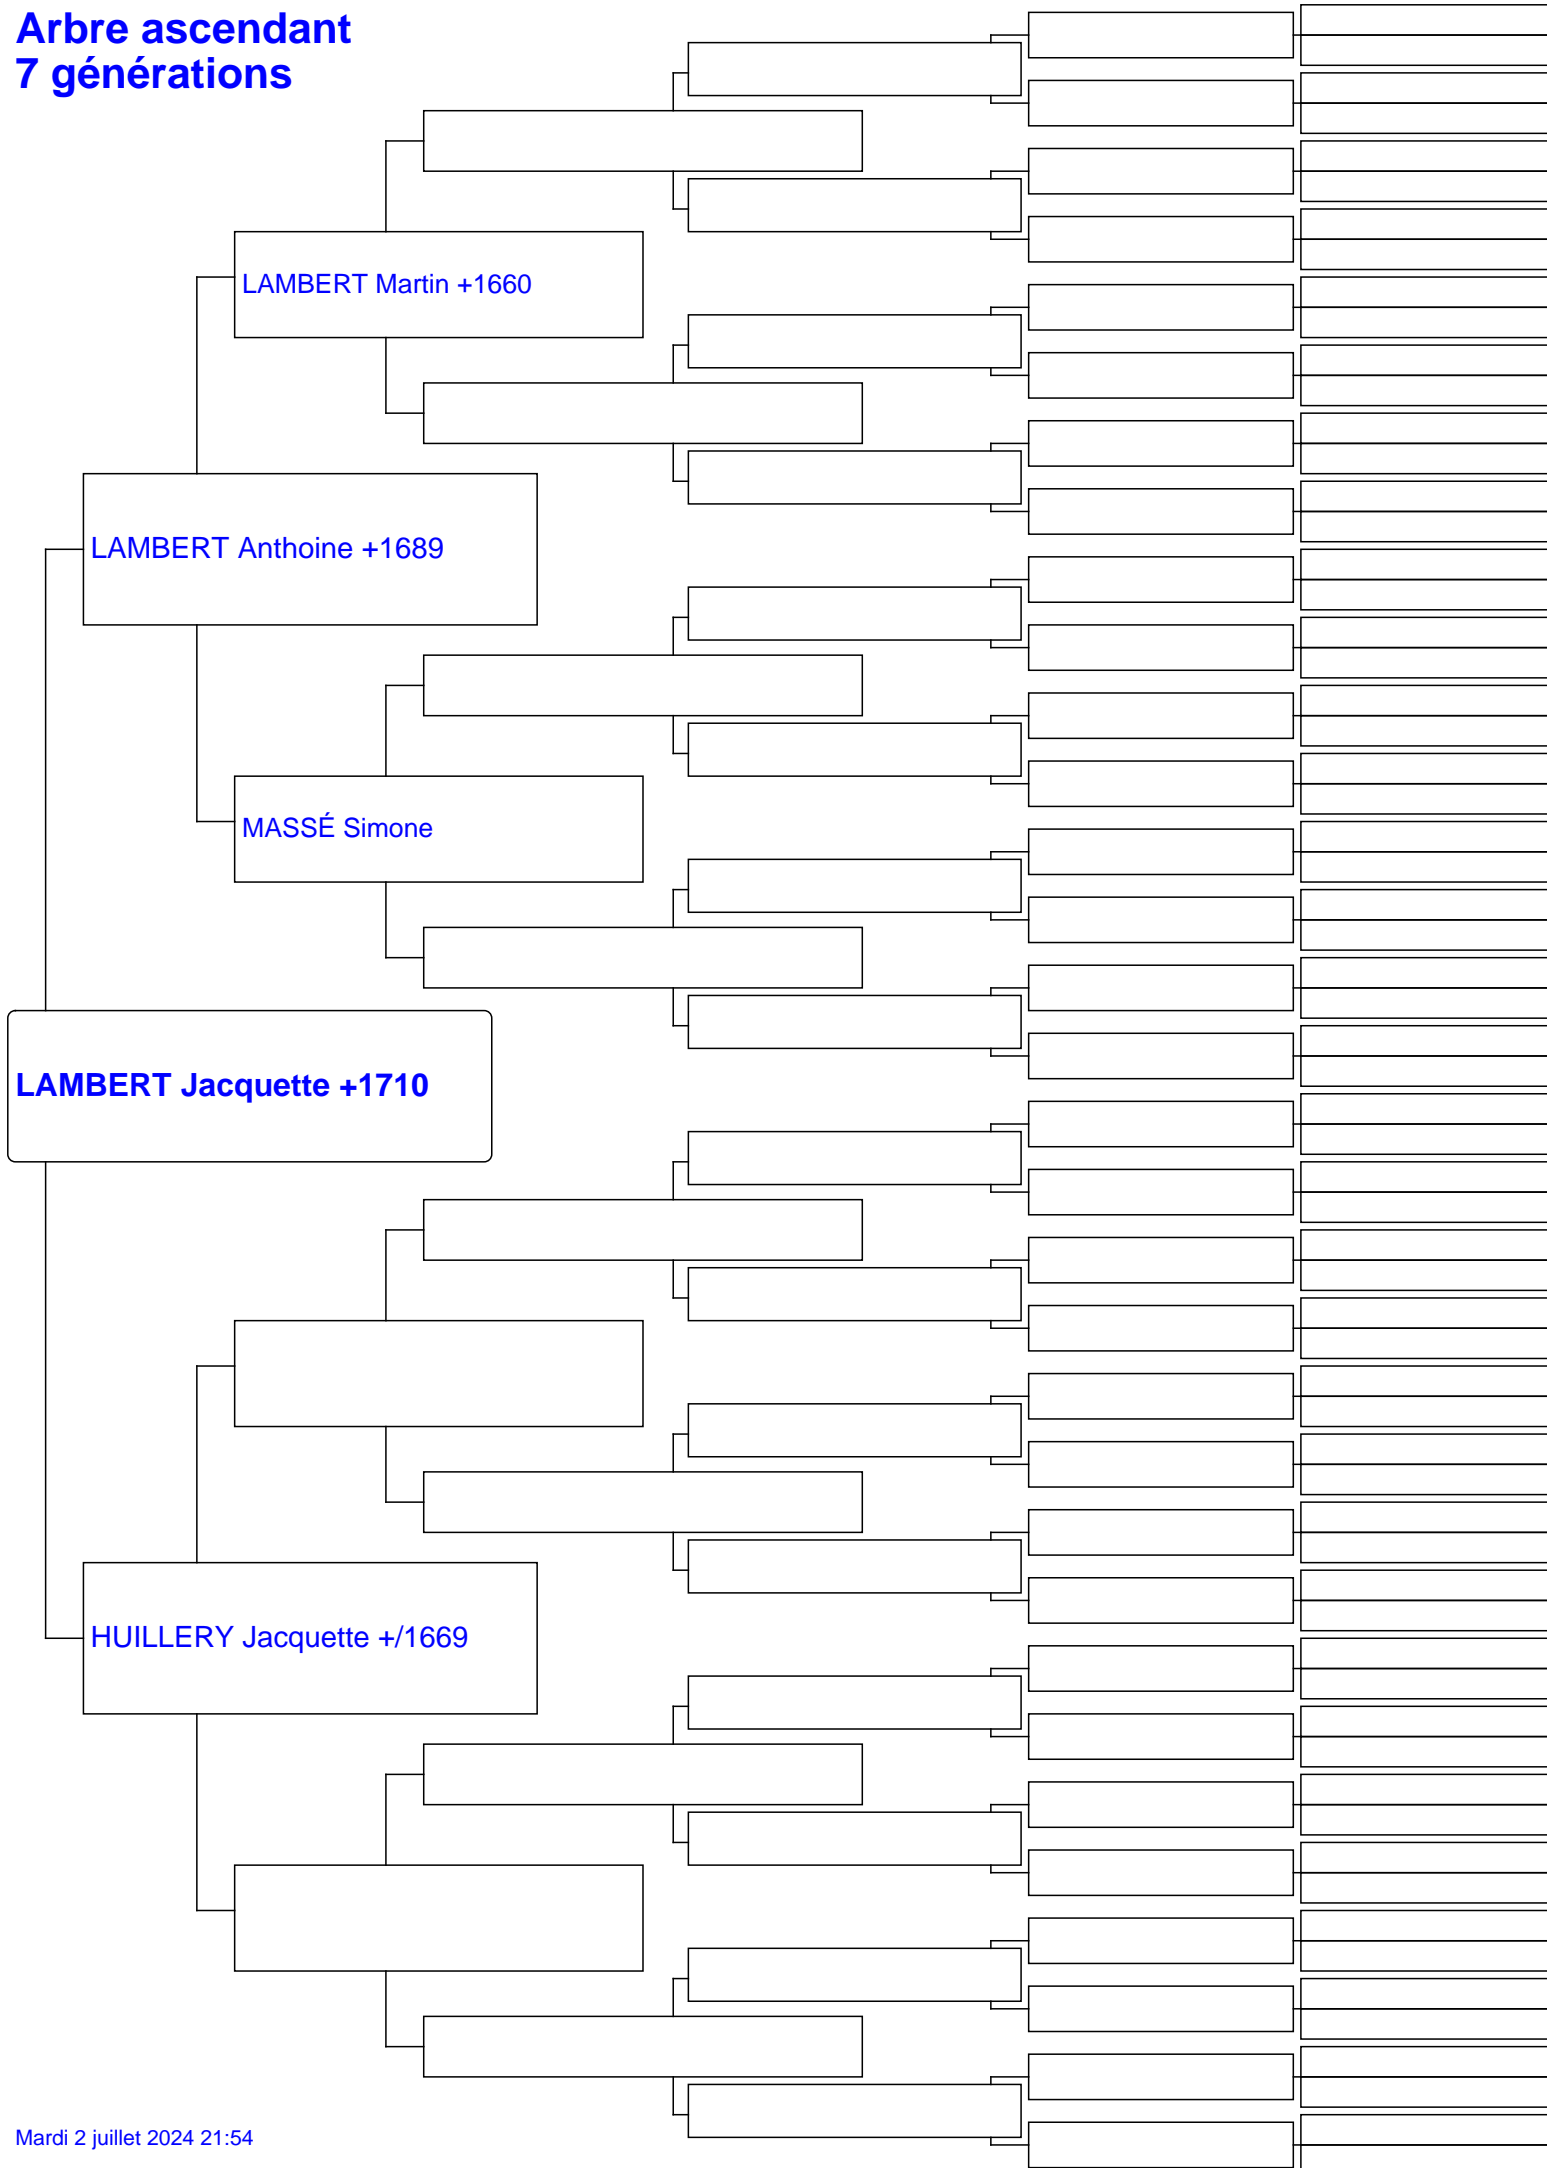 Arbre ascendant
7 générations
LAMBERT Martin +1660
LAMBERT Anthoine +1689
MASSÉ Simone
LAMBERT Jacquette +1710
HUILLERY Jacquette +/1669
Mardi 2 juillet 2024 21:54